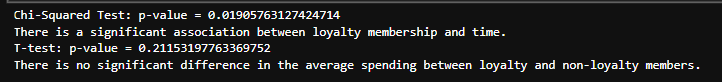 Chi-Squared Test: p-value = 0.01905763127424714
There is a significant association between loyalty membership and time.
T-test: p-value = 0.21153197763369752
There is no significant difference in the average spending between loyalty and non-loyalty members.